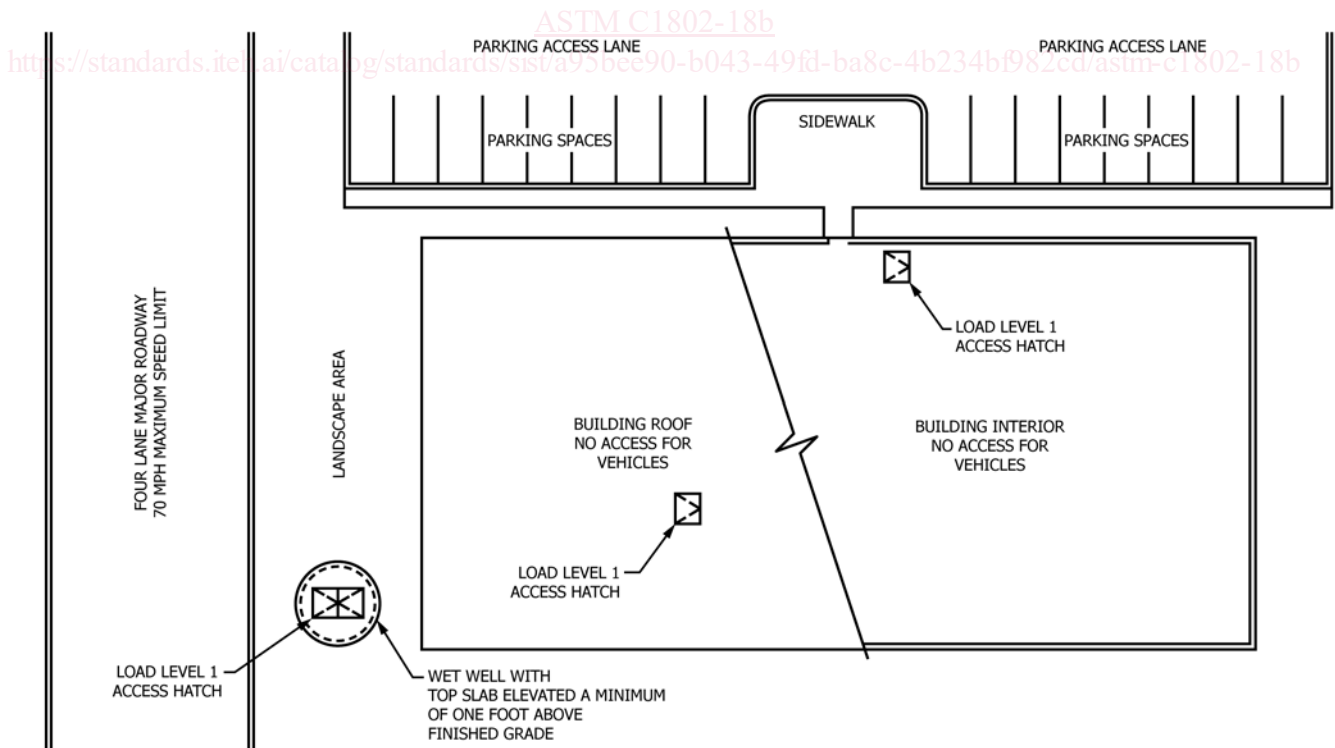 ASTM C1802-18b
PARKING ACCESS LANE
PARKING ACCESS LANE
https://standards.iteh.ai/catalog/standards/sist/a95bee90-b043-49fd-ba8c-4b234bf982cd/astm-c1802-18b
SIDEWALK
PARKING SPACES
PARKING SPACES
FOUR LANE MAJOR ROADWAY
70 MPH MAXIMUM SPEED LIMIT
LANDSCAPE AREA
LOAD LEVEL 1
ACCESS HATCH
BUILDING ROOF
NO ACCESS FOR
VEHICLES
BUILDING INTERIOR
NO ACCESS FOR
VEHICLES
LOAD LEVEL 1
ACCESS HATCH
LOAD LEVEL 1
ACCESS HATCH
WET WELL WITH
TOP SLAB ELEVATED A MINIMUM
OF ONE FOOT ABOVE
FINISHED GRADE